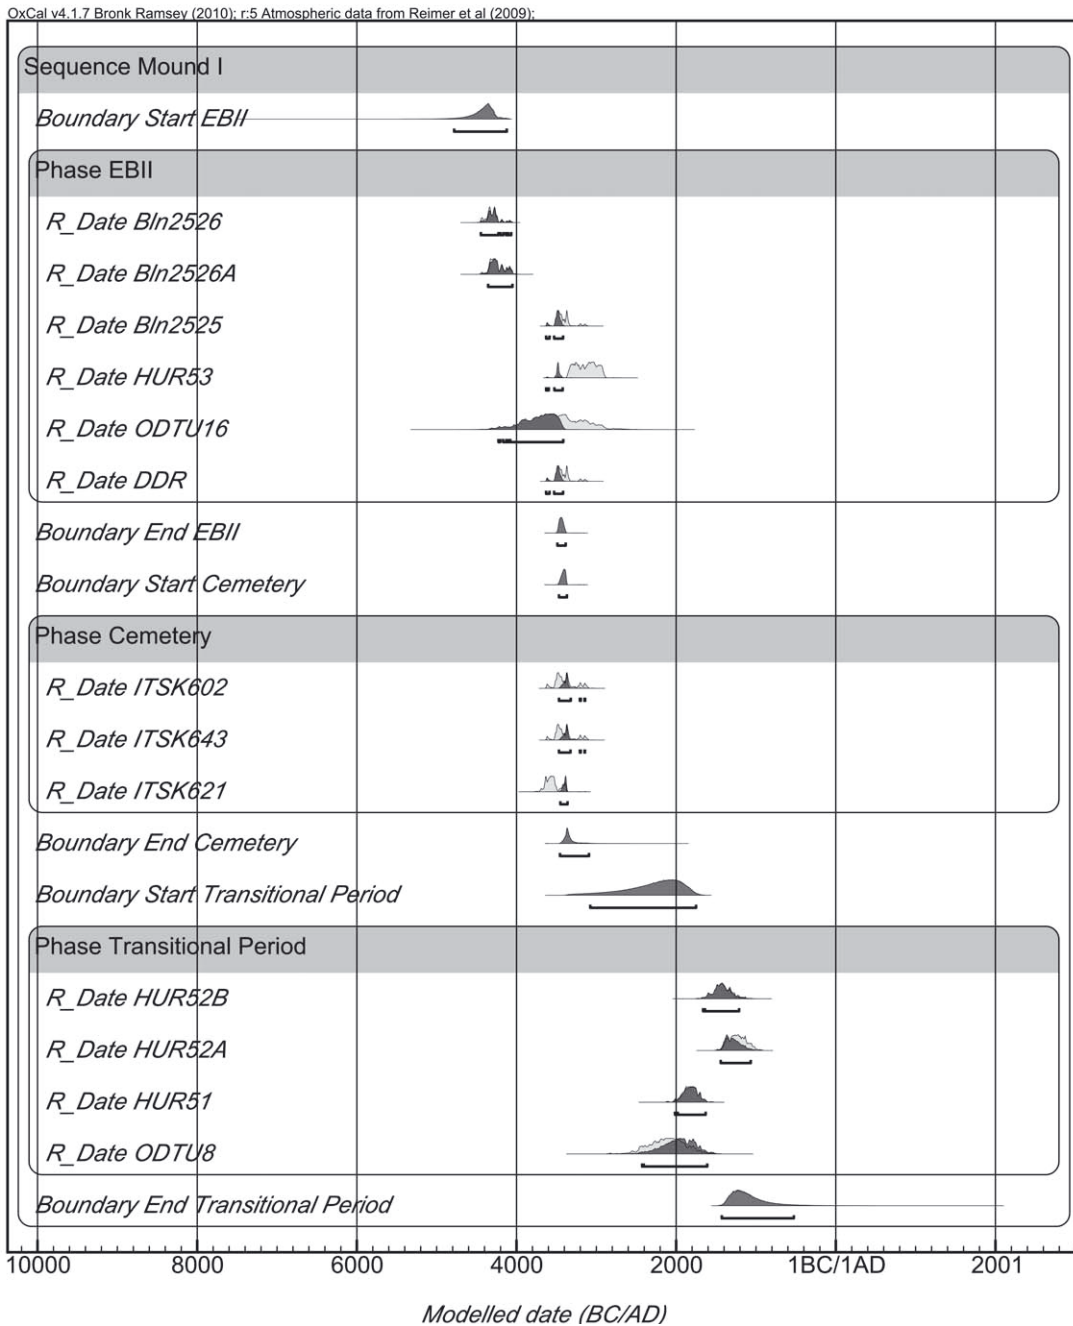 OxCal v4.1.7 Bronk Ramsey (2010); r:5 Atmospheric data from Reimer et al (2009);
Sequence Mound I
Boundary Start EBII
Phase EBII
R_Date Bln2526
R_Date Bln2526A
R_Date Bln2525
R_Date HUR53
R_Date ODTU16
R_Date DDR
Boundary End EBII
Boundary Start Cemetery
Phase Cemetery
R_Date ITSK602
R_Date ITSK643
R_Date ITSK621
Boundary End Cemetery
Boundary Start Transitional Period
Phase Transitional Period
R_Date HUR52B
R_Date HUR52A
R_Date HUR51
R_Date ODTU8
Boundary End Transitional Period
10000 8000 6000 4000 2000 1BC/1AD 2001
Modelled date (BC/AD)